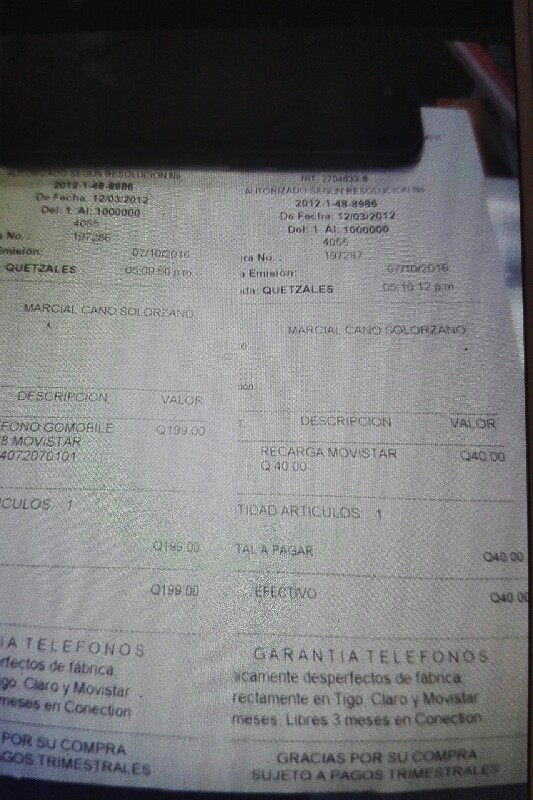 AUTORIZADO SEGUN RESOLUCION No.
2012-1-48-8986
De Fecha: 12/03/2012
Del: 1 Al: 1000000
4055
No. : 197286
Emisión: 07/10/2016
QUETZALES 05:09:50 p.m.
MARCIAL CANO SOLORZANO
DESCRIPCION VALOR
FONO GOMOBILE Q199.00
8 MOVISTAR
4072070101
ICULOS 1
Q199.00
Q199.00
IA TELEFONOS
rfectos de fábrica
igo. Claro y Movistar
meses en Conection
POR SU COMPRA
GOS TRIMESTRALES
NIT:
AUTORIZADO SEGUN RESOLUCION No.
2012-1-48-8986
De Fecha: 12/03/2012
Del: 1 Al: 1000000
4055
ra No. : 197287
a Emisión: 07/10/2016
da: QUETZALES 05:10:12 p.m.
MARCIAL CANO SOLORZANO
ión:
T. DESCRIPCION VALOR
RECARGA MOVISTAR Q40.00
Q 40.00
TIDAD ARTICULOS 1
TAL A PAGAR Q40.00
EFECTIVO Q40.00
GARANTIA TELEFONOS
icamente desperfectos de fábrica
rectamente en Tigo. Claro y Movistar
meses. Libres 3 meses en Conection
GRACIAS POR SU COMPRA
SUJETO A PAGOS TRIMESTRALES